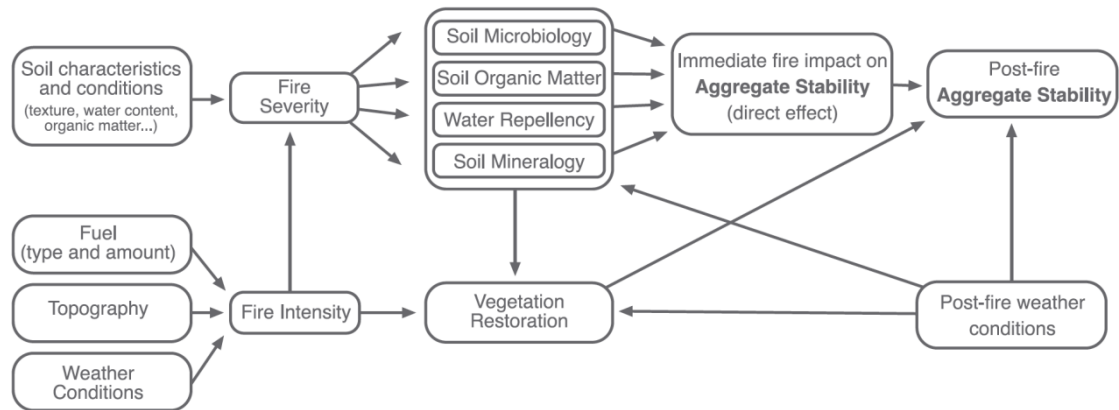 Soil characteristics
and conditions
(texture, water content,
organic matter...)
Fire
Severity
Soil Microbiology
Soil Organic Matter
Water Repellency
Soil Mineralogy
Immediate fire impact on
Aggregate Stability
(direct effect)
Post-fire
Aggregate Stability
Fuel
(type and amount)
Topography
Weather
Conditions
Fire Intensity
Vegetation
Restoration
Post-fire weather
conditions